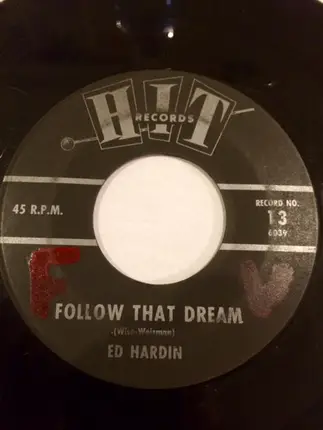 HIT
RECORDS
45 R.P.M.
RECORD NO.
13
6039
F
V
FOLLOW THAT DREAM
(Wise-Weisman)
ED HARDIN